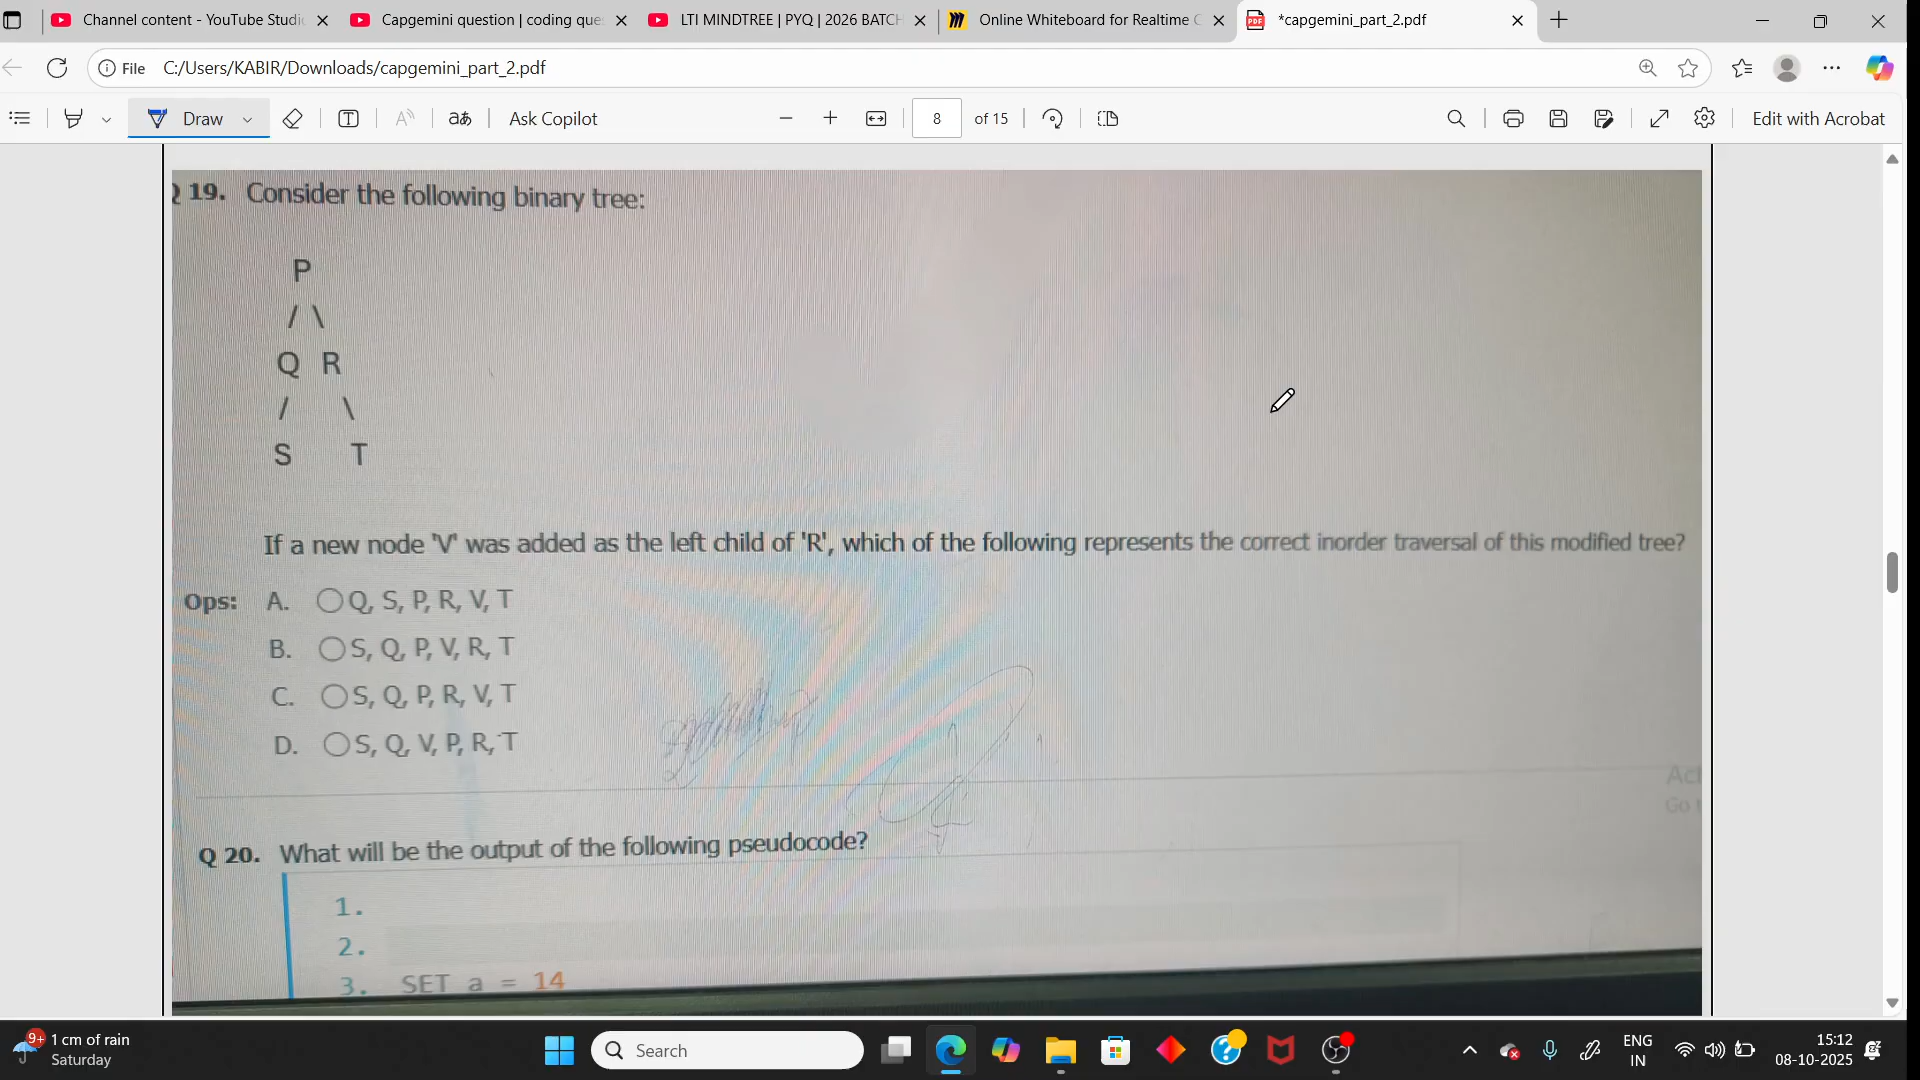 Channel content - YouTube Studi
Capgemini question | coding que
LTI MINDTREE | PYQ | 2026 BATCH
Online Whiteboard for Realtime C
*capgemini_part_2.pdf
File C:/Users/KABIR/Downloads/capgemini_part_2.pdf
Draw
Ask Copilot
8 of 15
Edit with Acrobat
19. Consider the following binary tree:
P
/ \
Q R
/ \
S T
If a new node 'V' was added as the left child of 'R', which of the following represents the correct inorder traversal of this modified tree?
Ops: A. Q, S, P, R, V, T
B. S, Q, P, V, R, T
C. S, Q, P, R, V, T
D. S, Q, V, P, R, T
Act
Go t
Q 20. What will be the output of the following pseudocode?
1.
2.
3. SET a = 14
9+ 1 cm of rain
Saturday
Search
ENG
IN
15:12
08-10-2025